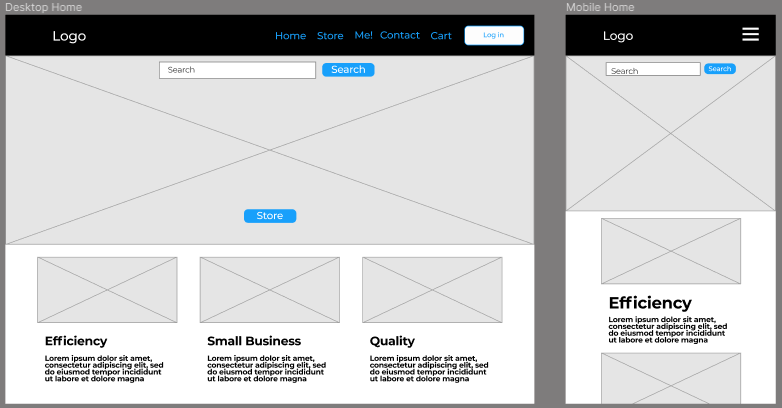 Desktop Home
Logo
Home Store Me! Contact Cart Log in
Search Search
Store
Efficiency
Lorem ipsum dolor sit amet,
consectetur adipiscing elit, sed
do eiusmod tempor incididunt
ut labore et dolore magna
Small Business
Lorem ipsum dolor sit amet,
consectetur adipiscing elit, sed
do eiusmod tempor incididunt
ut labore et dolore magna
Quality
Lorem ipsum dolor sit amet,
consectetur adipiscing elit, sed
do eiusmod tempor incididunt
ut labore et dolore magna
Mobile Home
Logo
Search Search
Efficiency
Lorem ipsum dolor sit amet,
consectetur adipiscing elit, sed
do eiusmod tempor incididunt
ut labore et dolore magna